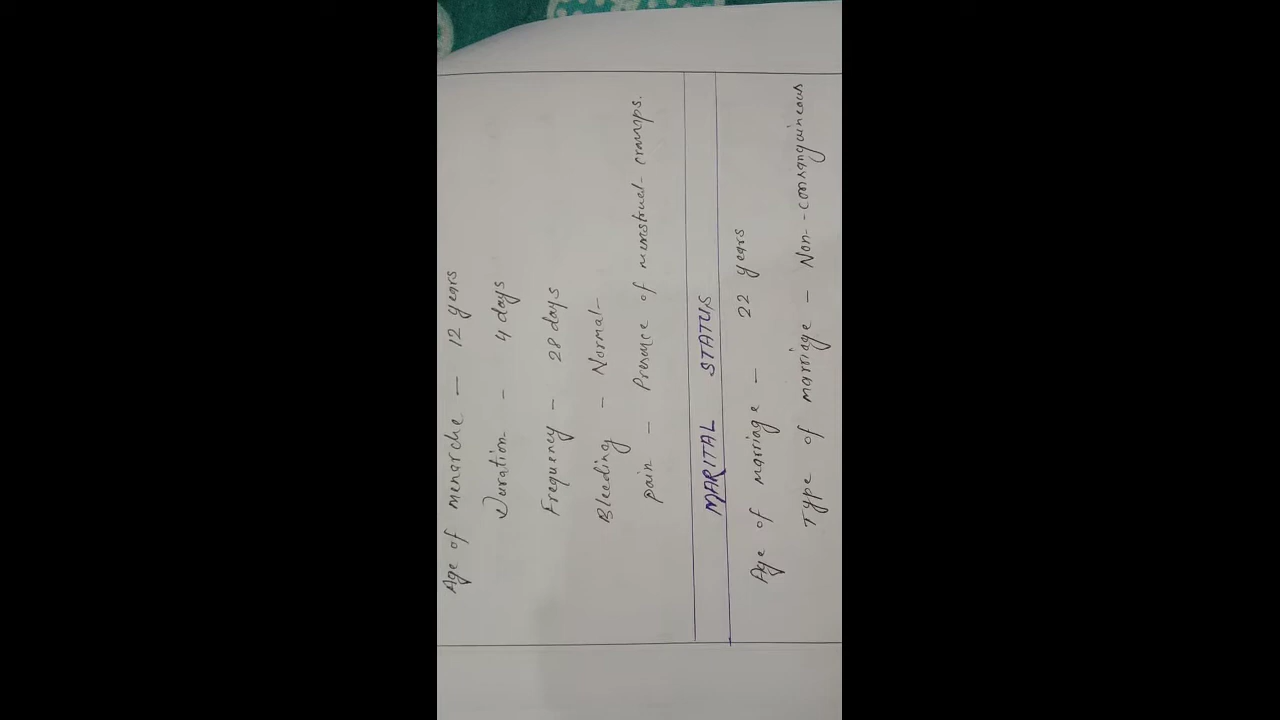 Age of menarche – 12 years
Duration – 4 days
Frequency – 28 days
Bleeding – Normal
pain – Presence of menstrual cramps.
MARITAL STATUS
Age of marriage – 22 years
Type of marriage – Non-consanguineous